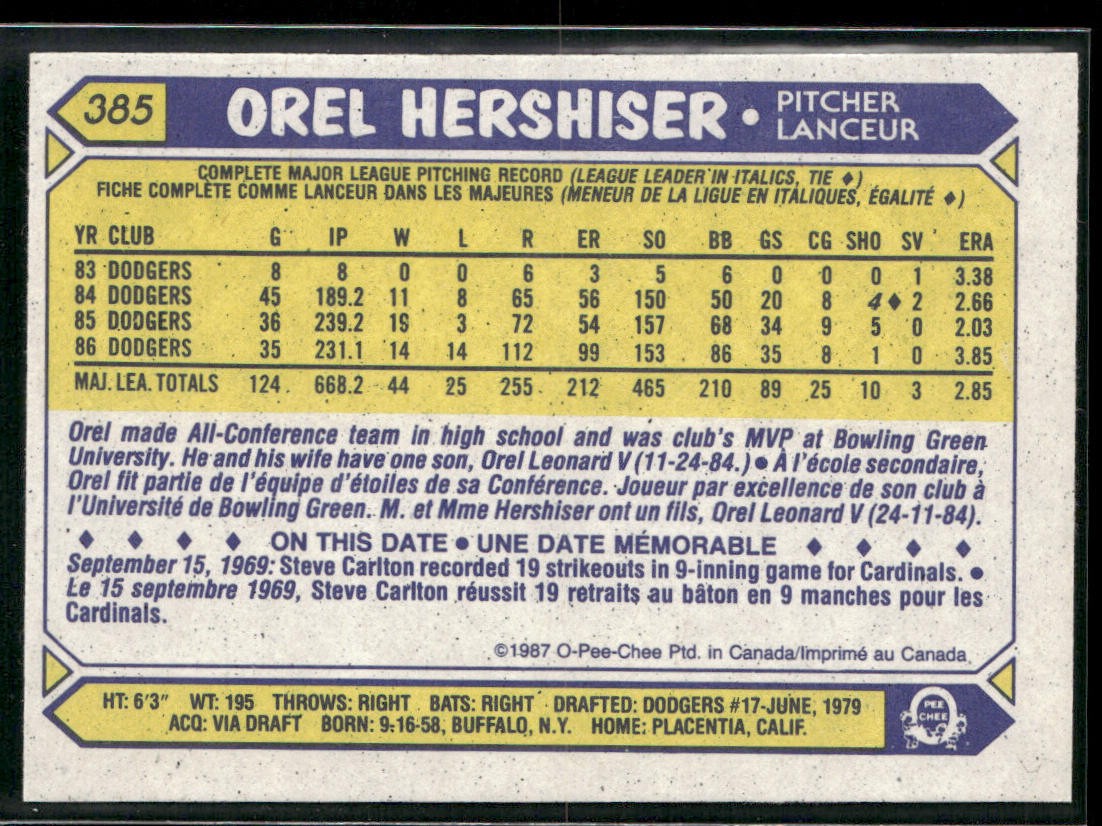 385 OREL HERSHISER • PITCHER
LANCEUR
COMPLETE MAJOR LEAGUE PITCHING RECORD (LEAGUE LEADER IN ITALICS, TIE ♦)
FICHE COMPLÈTE COMME LANCEUR DANS LES MAJEURES (MENEUR DE LA LIGUE EN ITALIQUES, ÉGALITÉ ♦)
YR CLUB G IP W L R ER SO BB GS CG SHO SV ERA
83 DODGERS 8 8 0 0 6 3 5 6 0 0 0 1 3.38
84 DODGERS 45 189.2 11 8 65 56 150 50 20 8 4♦ 2 2.66
85 DODGERS 36 239.2 19 3 72 54 157 68 34 9 5 0 2.03
86 DODGERS 35 231.1 14 14 112 99 153 86 35 8 1 0 3.85
MAJ. LEA. TOTALS 124 668.2 44 25 255 212 465 210 89 25 10 3 2.85
Orel made All-Conference team in high school and was club's MVP at Bowling Green
University. He and his wife have one son, Orel Leonard V (11-24-84.) • À l'école secondaire,
Orel fit partie de l'équipe d'étoiles de sa Conférence. Joueur par excellence de son club à
l'Université de Bowling Green. M. et Mme Hershiser ont un fils, Orel Leonard V (24-11-84).
♦ ♦ ♦ ♦ ON THIS DATE • UNE DATE MÉMORABLE ♦ ♦ ♦ ♦
September 15, 1969: Steve Carlton recorded 19 strikeouts in 9-inning game for Cardinals. •
Le 15 septembre 1969, Steve Carlton réussit 19 retraits au bâton en 9 manches pour les
Cardinals.
©1987 O-Pee-Chee Ptd. in Canada/Imprimé au Canada
HT: 6'3" WT: 195 THROWS: RIGHT BATS: RIGHT DRAFTED: DODGERS #17-JUNE, 1979
ACQ: VIA DRAFT BORN: 9-16-58, BUFFALO, N.Y. HOME: PLACENTIA, CALIF.
O
PEE
CHEE